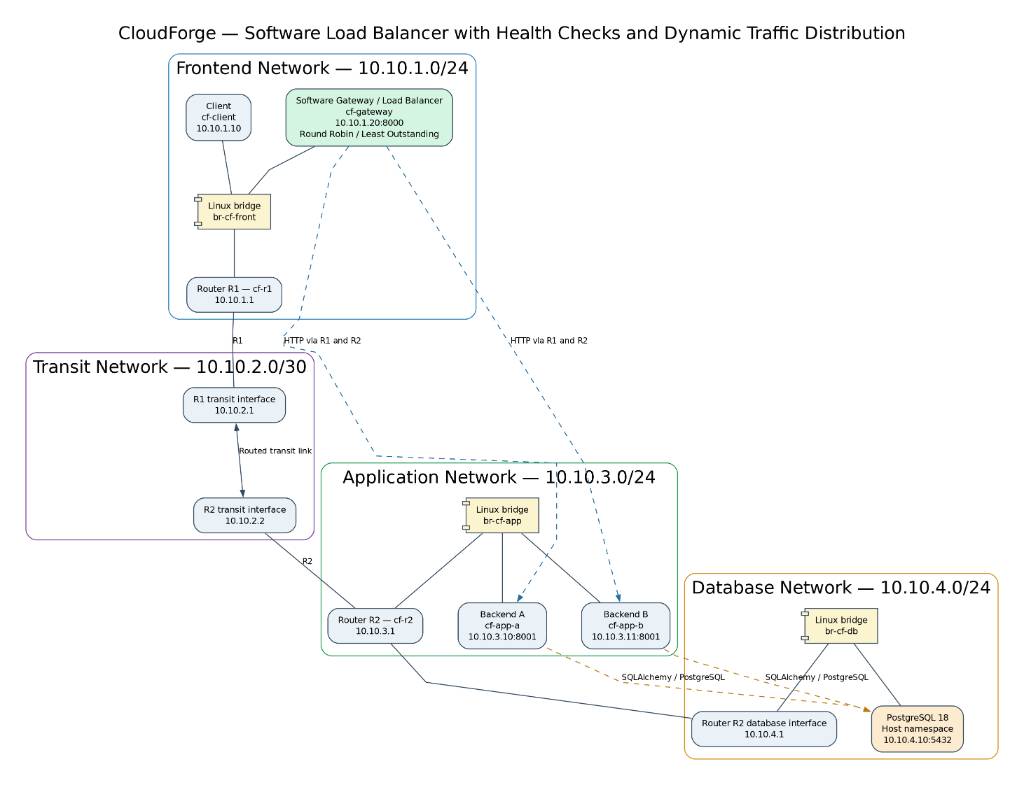 CloudForge — Software Load Balancer with Health Checks and Dynamic Traffic Distribution
Frontend Network — 10.10.1.0/24
Client
cf-client
10.10.1.10
Software Gateway / Load Balancer
cf-gateway
10.10.1.20:8000
Round Robin / Least Outstanding
Linux bridge
br-cf-front
Router R1 — cf-r1
10.10.1.1
R1
HTTP via R1 and R2
HTTP via R1 and R2
Transit Network — 10.10.2.0/30
R1 transit interface
10.10.2.1
Routed transit link
R2 transit interface
10.10.2.2
R2
Application Network — 10.10.3.0/24
Linux bridge
br-cf-app
Router R2 — cf-r2
10.10.3.1
Backend A
cf-app-a
10.10.3.10:8001
Backend B
cf-app-b
10.10.3.11:8001
Database Network — 10.10.4.0/24
Linux bridge
br-cf-db
SQLAlchemy / PostgreSQL
SQLAlchemy / PostgreSQL
Router R2 database interface
10.10.4.1
PostgreSQL 18
Host namespace
10.10.4.10:5432